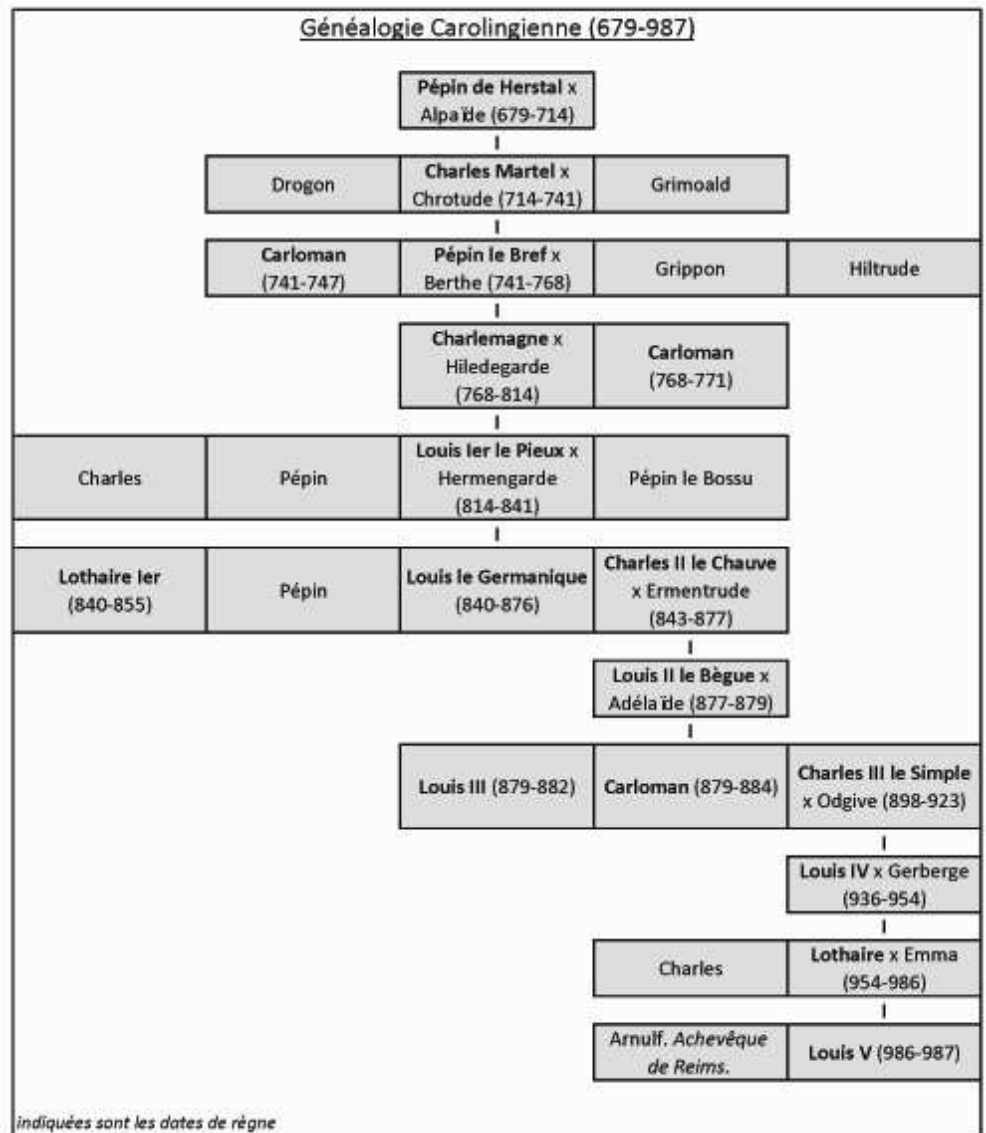 Généalogie Carolingienne (679-987)
Pépin de Herstal x
Alpaïde (679-714)
Drogon
Charles Martel x
Chrotude (714-741)
Grimoald
Carloman
(741-747)
Pépin le Bref x
Berthe (741-768)
Grippon
Hiltrude
Charlemagne x
Hiledegarde
(768-814)
Carloman
(768-771)
Charles
Pépin
Louis Ier le Pieux x
Hermengarde
(814-841)
Pépin le Bossu
Lothaire Ier
(840-855)
Pépin
Louis le Germanique
(840-876)
Charles II le Chauve
x Ermentrude
(843-877)
Louis II le Bègue x
Adélaïde (877-879)
Louis III (879-882)
Carloman (879-884)
Charles III le Simple
x Odgive (898-923)
Louis IV x Gerberge
(936-954)
Charles
Lothaire x Emma
(954-986)
Arnulf. Achevêque
de Reims.
Louis V (986-987)
indiquées sont les dates de règne